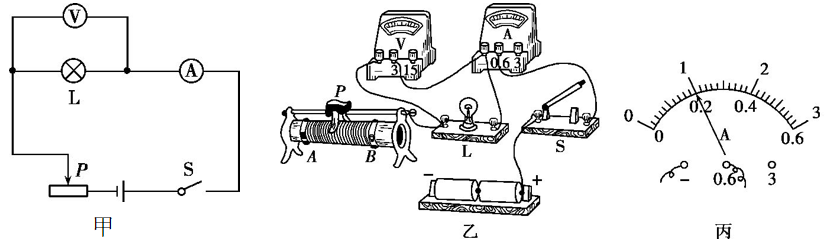 V
L
A
P
S
甲
V
3 15
A
0.6 3
P
A
B
L
S
−
+
乙
0 1 2 3
0 0.2 0.4 0.6
A
− 0.6 3
丙